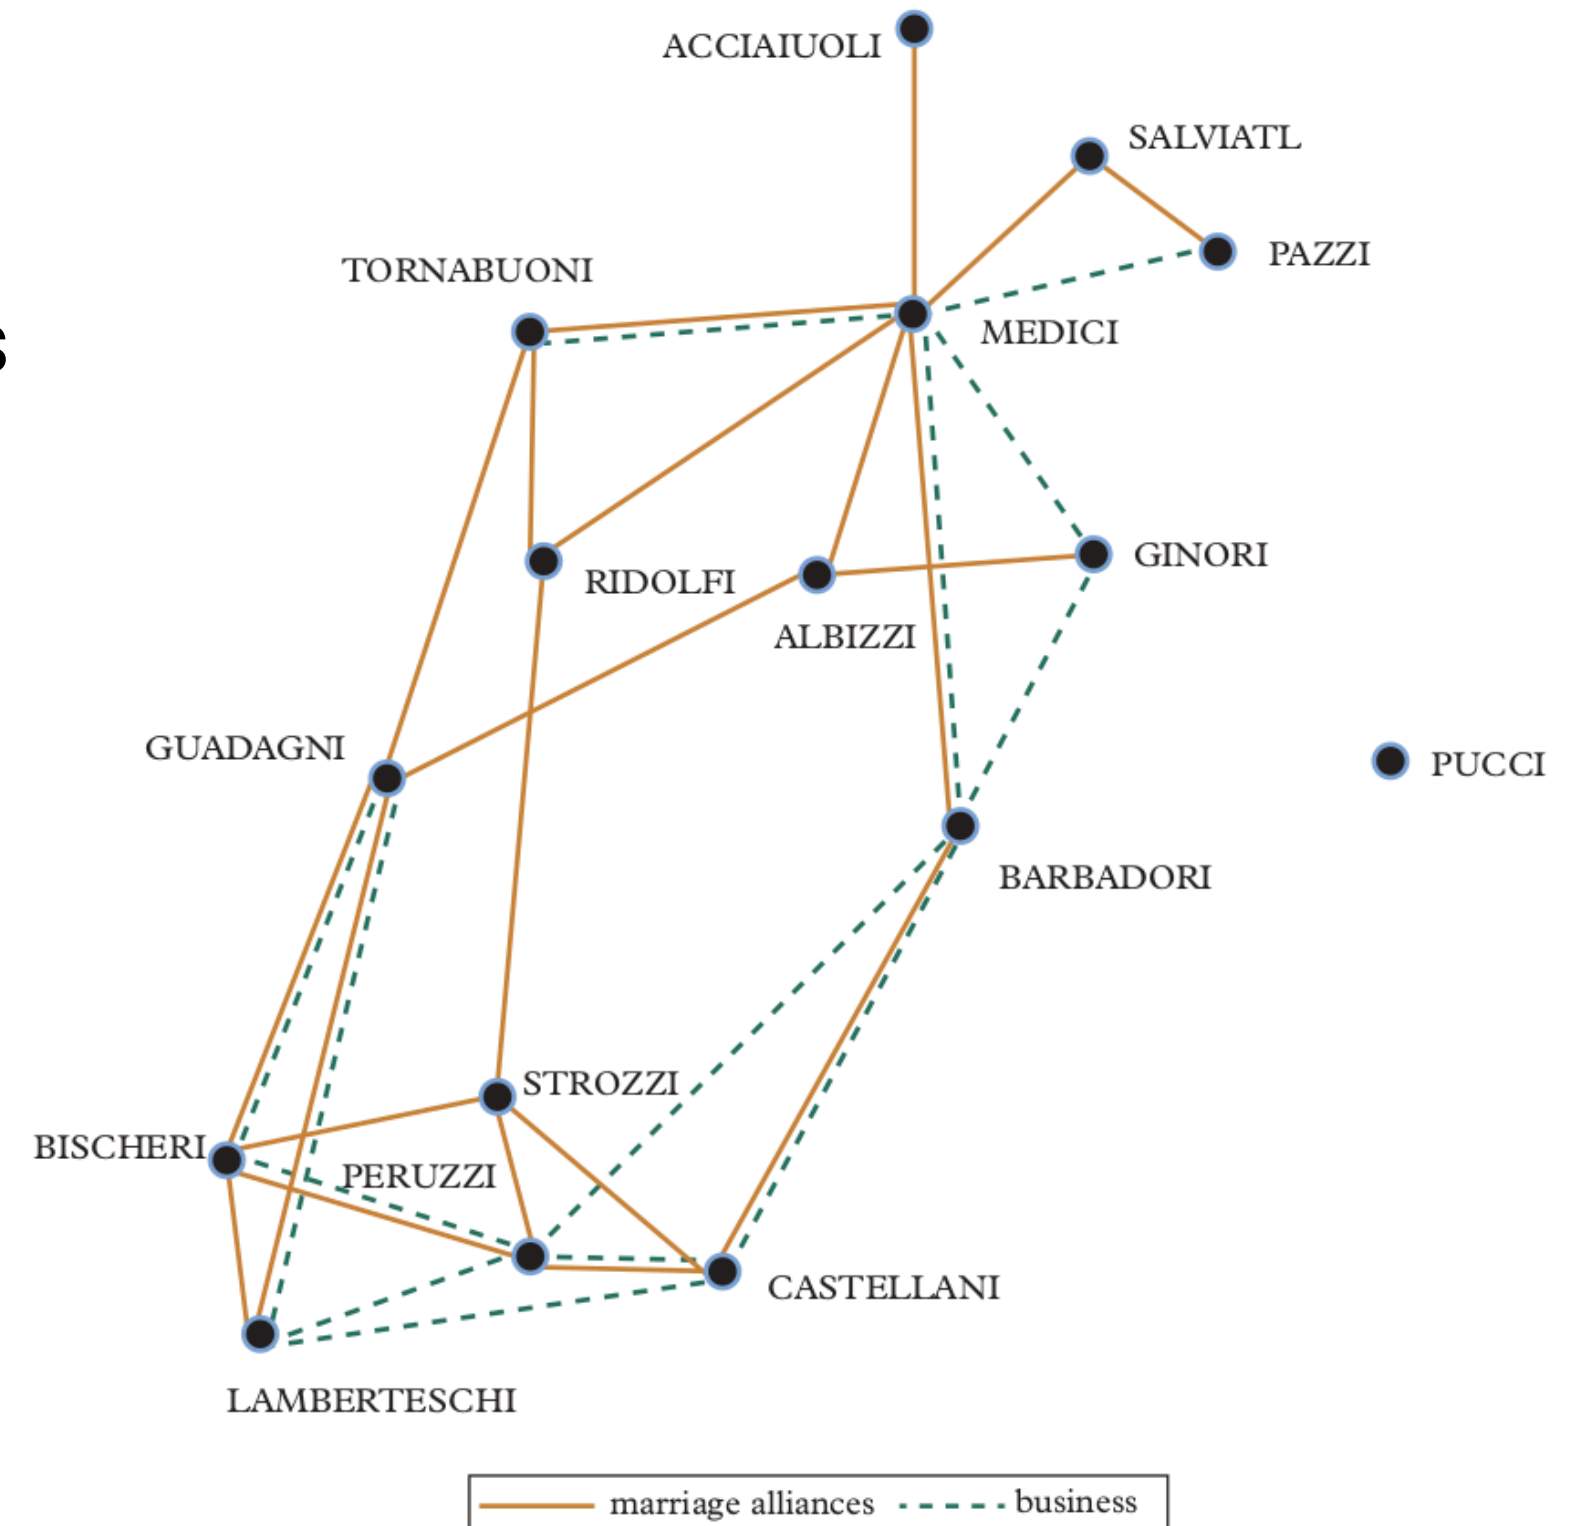 ACCIAIUOLI
SALVIATL
PAZZI
TORNABUONI
MEDICI
s
GINORI
RIDOLFI
ALBIZZI
GUADAGNI
PUCCI
BARBADORI
STROZZI
BISCHERI
PERUZZI
CASTELLANI
LAMBERTESCHI
marriage alliances business